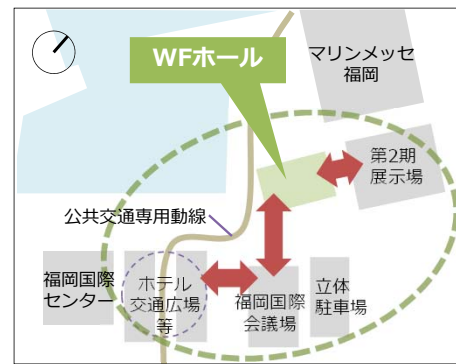 WFホール
マリンメッセ
福岡
第2期
展示場
公共交通専用動線
福岡国際
センター
ホテル
交通広場
等
福岡国際
会議場
立体
駐車場